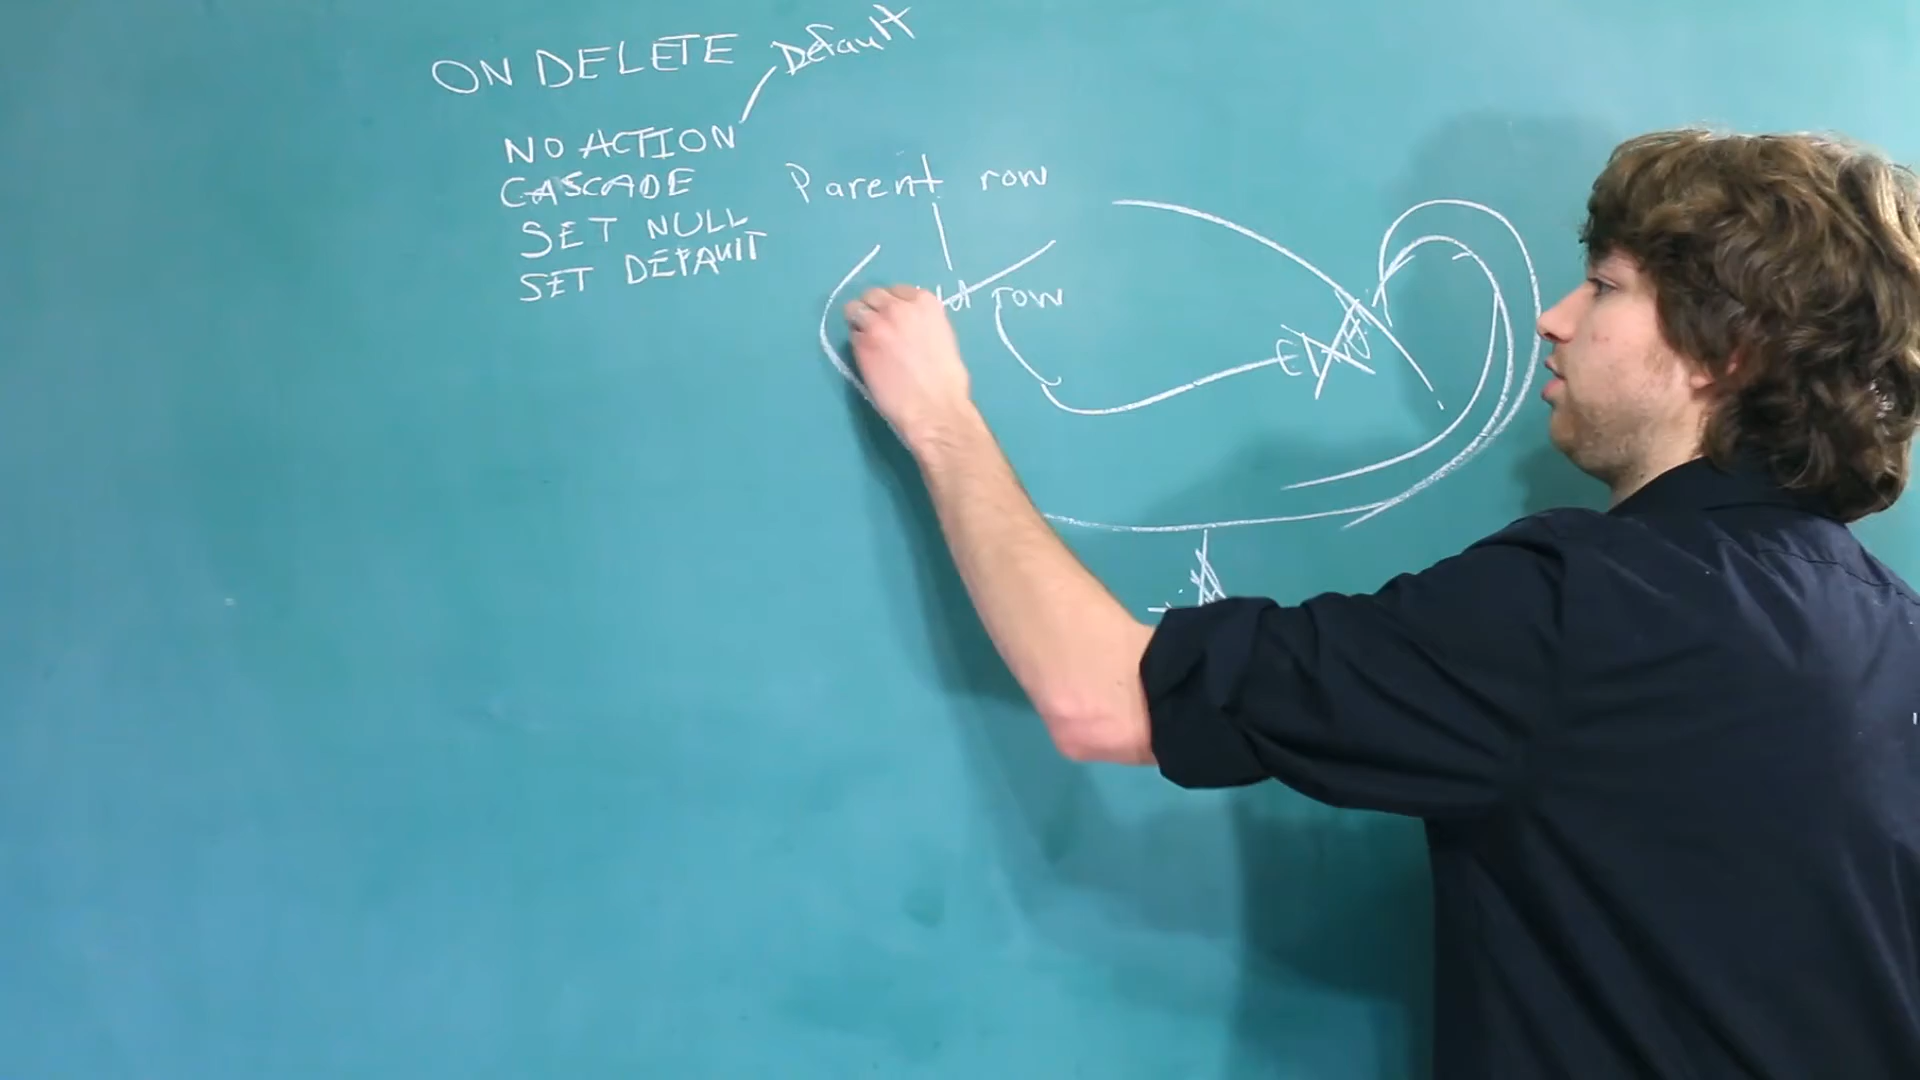 ON DELETE Default
NO ACTION
CASCADE
SET NULL
SET DEFAULT
Parent row
row